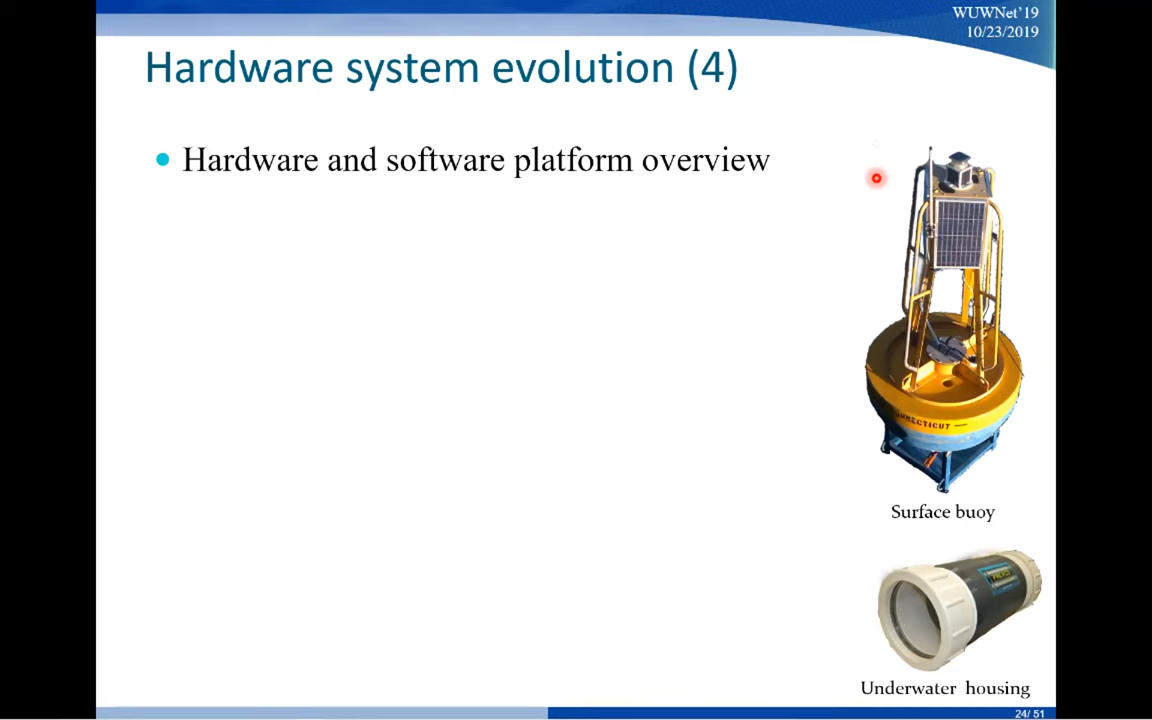 WUWNet’19
10/23/2019
Hardware system evolution (4)
• Hardware and software platform overview
CONNECTICUT
Surface buoy
Underwater housing
24/ 51